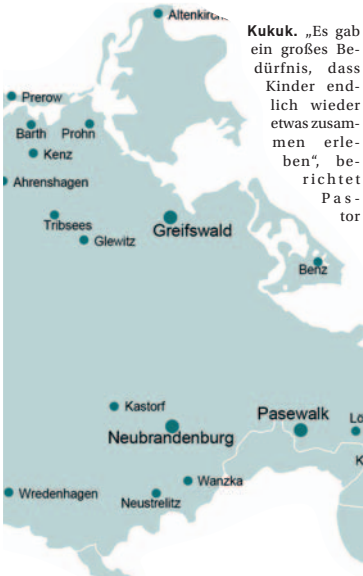 Altenkirch
Kukuk. „Es gab
ein großes Be-
dürfnis, dass
Kinder end-
lich wieder
etwas zusam-
men erle-
ben“, be-
richtet
Pas-
tor
Prerow
Barth
Prohn
Kenz
Ahrenshagen
Tribsees
Greifswald
Glewitz
Benz
Kastorf
Pasewalk
Lö
Neubrandenburg
K
Wanzka
Wredenhagen
Neustrelitz